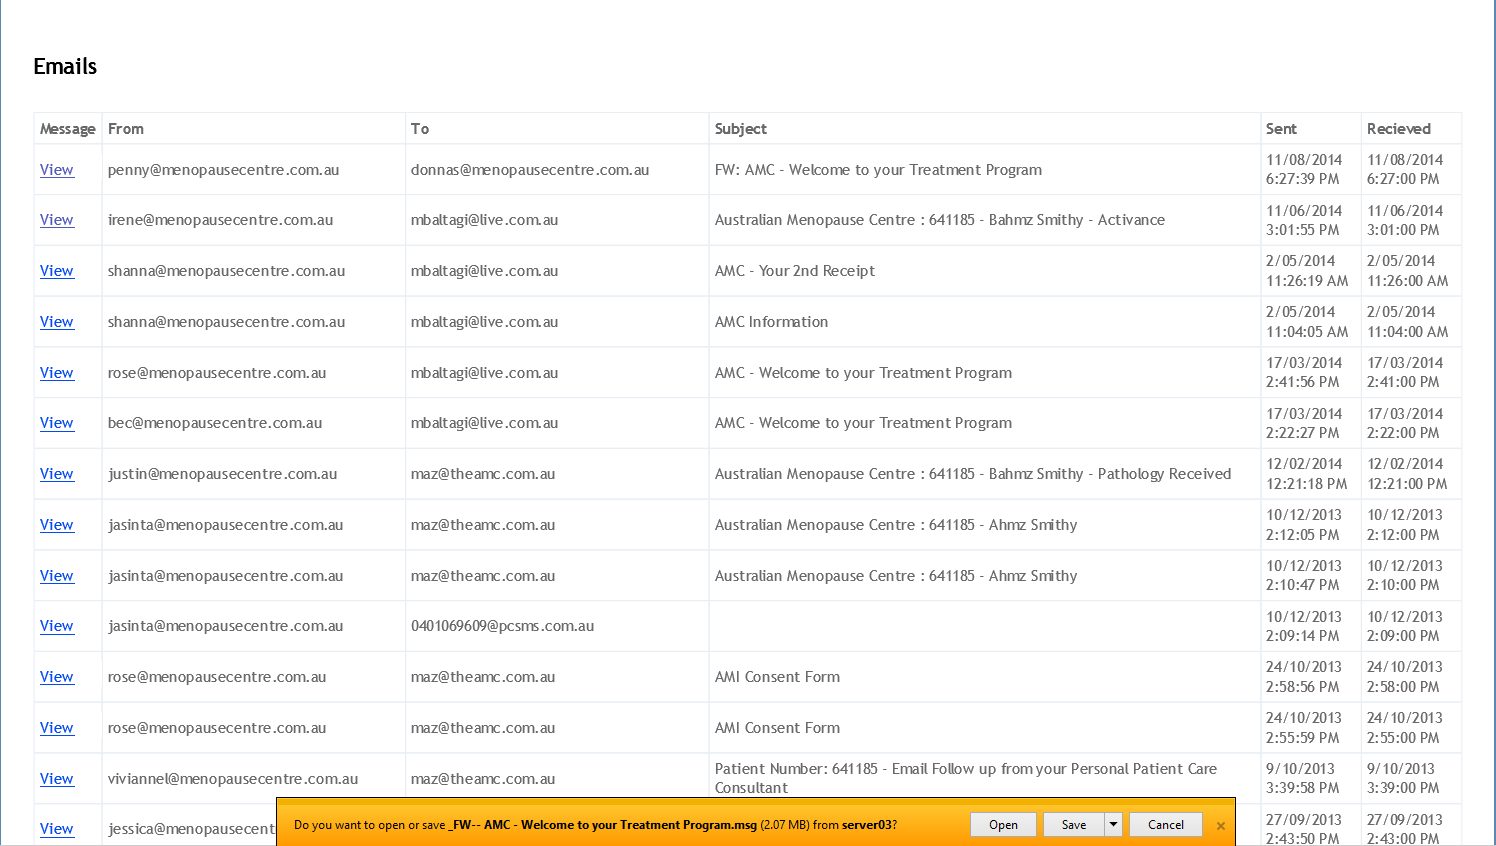 Emails
Message From To Subject Sent Recieved
View penny@menopausecentre.com.au donnas@menopausecentre.com.au FW: AMC - Welcome to your Treatment Program 11/08/2014 11/08/2014
6:27:39 PM 6:27:00 PM
View irene@menopausecentre.com.au mbaltagi@live.com.au Australian Menopause Centre : 641185 - Bahmz Smithy - Activance 11/06/2014 11/06/2014
3:01:55 PM 3:01:00 PM
View shanna@menopausecentre.com.au mbaltagi@live.com.au AMC - Your 2nd Receipt 2/05/2014 2/05/2014
11:26:19 AM 11:26:00 AM
View shanna@menopausecentre.com.au mbaltagi@live.com.au AMC Information 2/05/2014 2/05/2014
11:04:05 AM 11:04:00 AM
View rose@menopausecentre.com.au mbaltagi@live.com.au AMC - Welcome to your Treatment Program 17/03/2014 17/03/2014
2:41:56 PM 2:41:00 PM
View bec@menopausecentre.com.au mbaltagi@live.com.au AMC - Welcome to your Treatment Program 17/03/2014 17/03/2014
2:22:27 PM 2:22:00 PM
View justin@menopausecentre.com.au maz@theamc.com.au Australian Menopause Centre : 641185 - Bahmz Smithy - Pathology Received 12/02/2014 12/02/2014
12:21:18 PM 12:21:00 PM
View jasinta@menopausecentre.com.au maz@theamc.com.au Australian Menopause Centre : 641185 - Ahmz Smithy 10/12/2013 10/12/2013
2:12:05 PM 2:12:00 PM
View jasinta@menopausecentre.com.au maz@theamc.com.au Australian Menopause Centre : 641185 - Ahmz Smithy 10/12/2013 10/12/2013
2:10:47 PM 2:10:00 PM
View jasinta@menopausecentre.com.au 0401069609@pcsms.com.au 10/12/2013 10/12/2013
2:09:14 PM 2:09:00 PM
View rose@menopausecentre.com.au maz@theamc.com.au AMI Consent Form 24/10/2013 24/10/2013
2:58:56 PM 2:58:00 PM
View rose@menopausecentre.com.au maz@theamc.com.au AMI Consent Form 24/10/2013 24/10/2013
2:55:59 PM 2:55:00 PM
View viviannel@menopausecentre.com.au maz@theamc.com.au Patient Number: 641185 - Email Follow up from your Personal Patient Care 9/10/2013 9/10/2013
Consultant 3:39:58 PM 3:39:00 PM
View jessica@menopausecent 27/09/2013 27/09/2013
2:43:50 PM 2:43:00 PM
Do you want to open or save _FW-- AMC - Welcome to your Treatment Program.msg (2.07 MB) from server03? Open Save Cancel ×